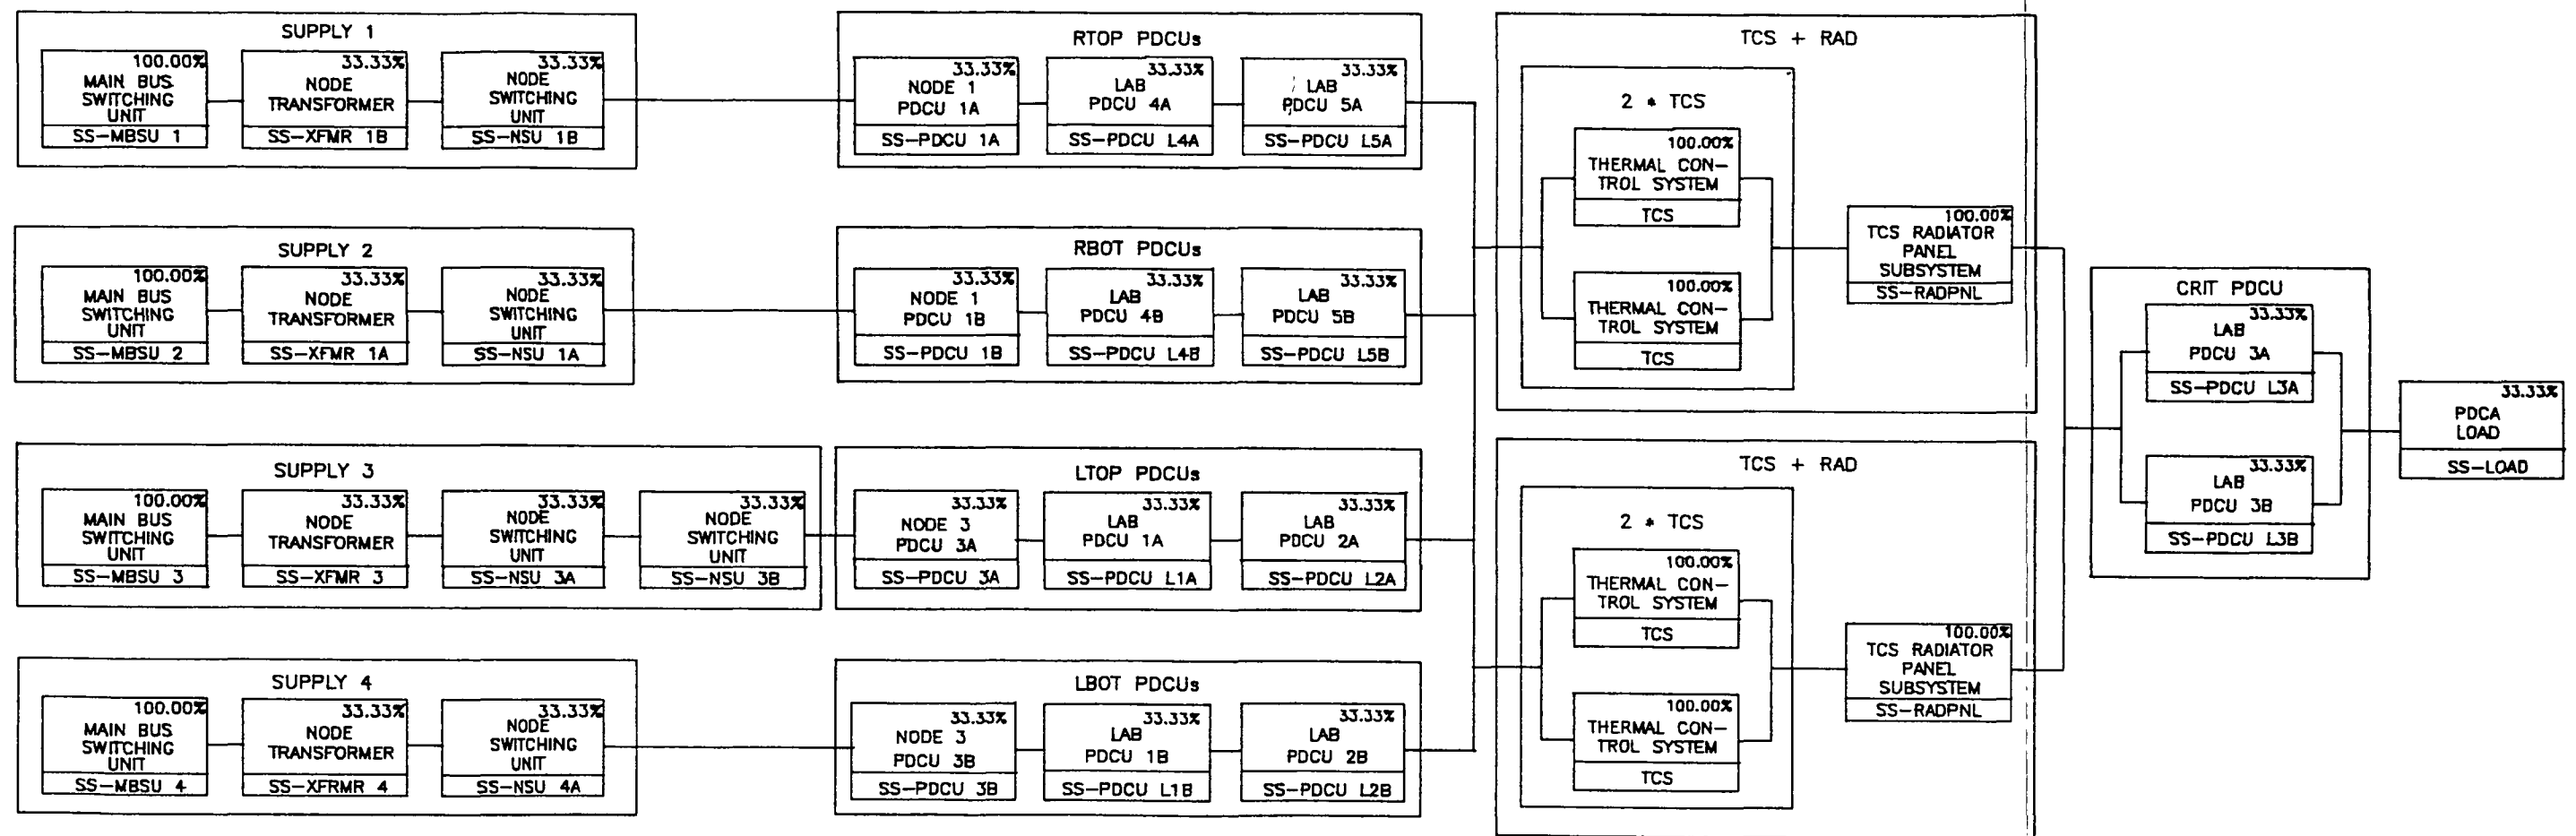 SUPPLY 1
100.00%
MAIN BUS
SWITCHING
UNIT
SS-MBSU 1
33.33%
NODE
TRANSFORMER
SS-XFMR 1B
33.33%
NODE
SWITCHING
UNIT
SS-NSU 1B
RTOP PDCUs
33.33%
NODE 1
PDCU 1A
SS-PDCU 1A
33.33%
LAB
PDCU 4A
SS-PDCU L4A
33.33%
LAB
PDCU 5A
SS-PDCU L5A
SUPPLY 2
100.00%
MAIN BUS
SWITCHING
UNIT
SS-MBSU 2
33.33%
NODE
TRANSFORMER
SS-XFMR 1A
33.33%
NODE
SWITCHING
UNIT
SS-NSU 1A
RBOT PDCUs
33.33%
NODE 1
PDCU 1B
SS-PDCU 1B
33.33%
LAB
PDCU 4B
SS-PDCU L4B
33.33%
LAB
PDCU 5B
SS-PDCU L5B
SUPPLY 3
100.00%
MAIN BUS
SWITCHING
UNIT
SS-MBSU 3
33.33%
NODE
TRANSFORMER
SS-XFMR 3
33.33%
NODE
SWITCHING
UNIT
SS-NSU 3A
33.33%
NODE
SWITCHING
UNIT
SS-NSU 3B
LTOP PDCUs
33.33%
NODE 3
PDCU 3A
SS-PDCU 3A
33.33%
LAB
PDCU 1A
SS-PDCU L1A
33.33%
LAB
PDCU 2A
SS-PDCU L2A
SUPPLY 4
100.00%
MAIN BUS
SWITCHING
UNIT
SS-MBSU 4
33.33%
NODE
TRANSFORMER
SS-XFRMR 4
33.33%
NODE
SWITCHING
UNIT
SS-NSU 4A
LBOT PDCUs
33.33%
NODE 3
PDCU 3B
SS-PDCU 3B
33.33%
LAB
PDCU 1B
SS-PDCU L1B
33.33%
LAB
PDCU 2B
SS-PDCU L2B
TCS + RAD
2 * TCS
100.00%
THERMAL CON-
TROL SYSTEM
TCS
100.00%
THERMAL CON-
TROL SYSTEM
TCS
100.00%
TCS RADIATOR
PANEL
SUBSYSTEM
SS-RADPNL
TCS + RAD
2 * TCS
100.00%
THERMAL CON-
TROL SYSTEM
TCS
100.00%
THERMAL CON-
TROL SYSTEM
TCS
100.00%
TCS RADIATOR
PANEL
SUBSYSTEM
SS-RADPNL
CRIT PDCU
33.33%
LAB
PDCU 3A
SS-PDCU L3A
33.33%
LAB
PDCU 3B
SS-PDCU L3B
33.33%
PDCA
LOAD
SS-LOAD